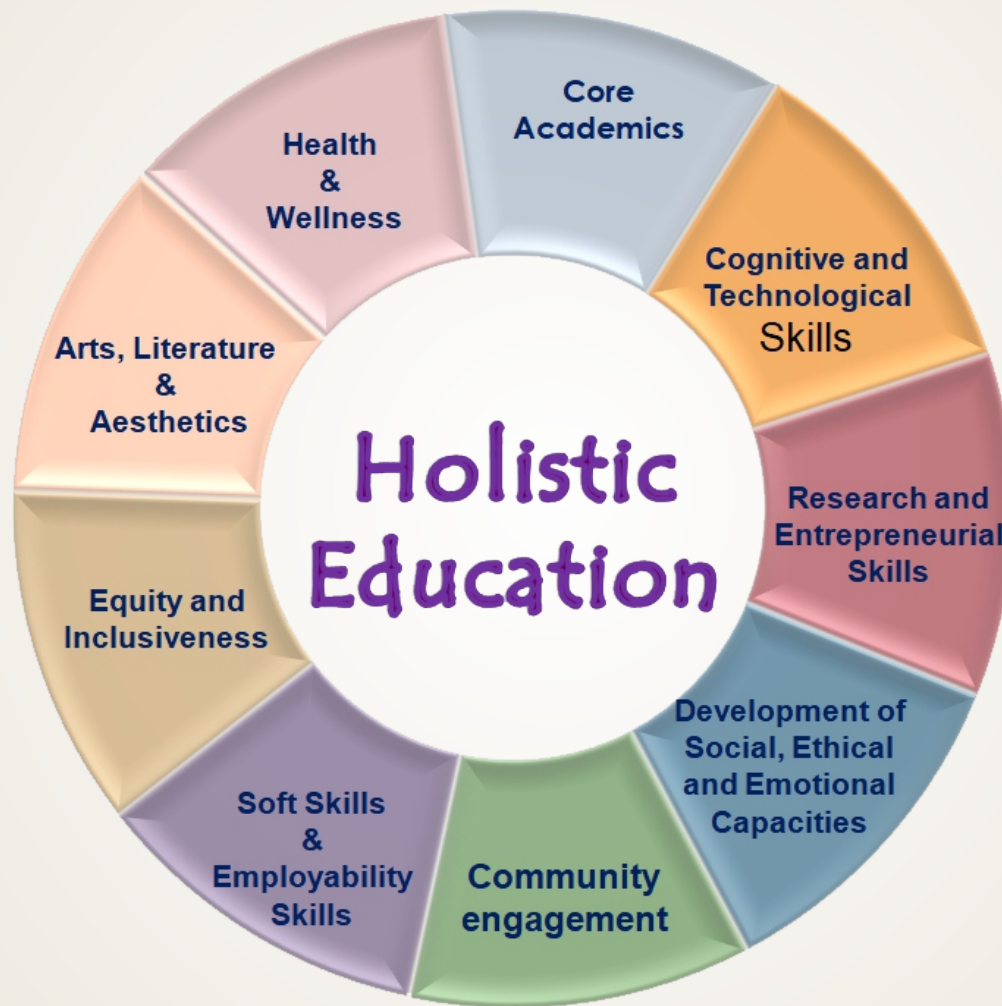 Core
Academics
Cognitive and
Technological
Skills
Research and
Entrepreneurial
Skills
Development of
Social, Ethical
and Emotional
Capacities
Community
engagement
Soft Skills
&
Employability
Skills
Equity and
Inclusiveness
Arts, Literature
&
Aesthetics
Health
&
Wellness
Holistic
Education